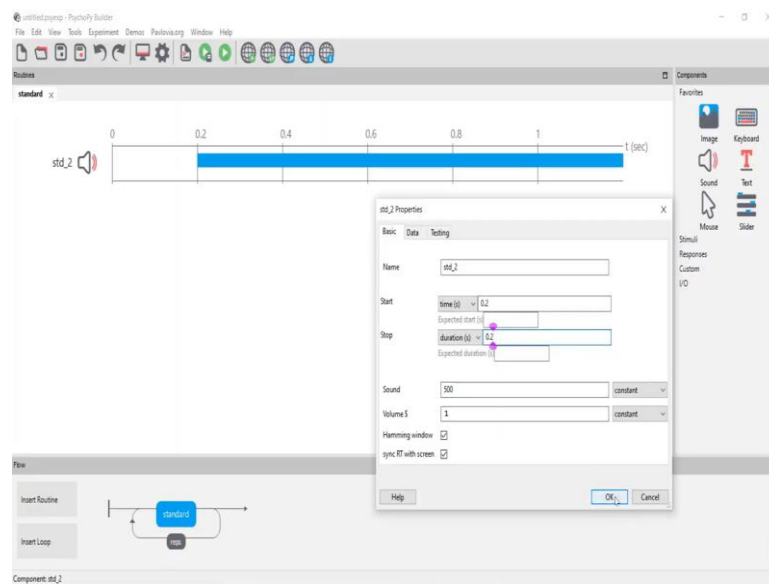 untitled.psyexp - PsychoPy Builder
File Edit View Tools Experiment Demos Pavlovia.org Window Help
Routines
Components
standard
Favorites
Image Keyboard
Sound Text
Mouse Slider
Stimuli
Responses
Custom
I/O
0 0.2 0.4 0.6 0.8 1
t (sec)
std_2
std_2 Properties
Basic Data Testing
Name std_2
Start time (s) 0.2
Expected start (s)
Stop duration (s) 0.2
Expected duration (s)
Sound 500 constant
Volume $ 1 constant
Hamming window
sync RT with screen
Help OK Cancel
Flow
Insert Routine
standard
Insert Loop
reps
Component: std_2